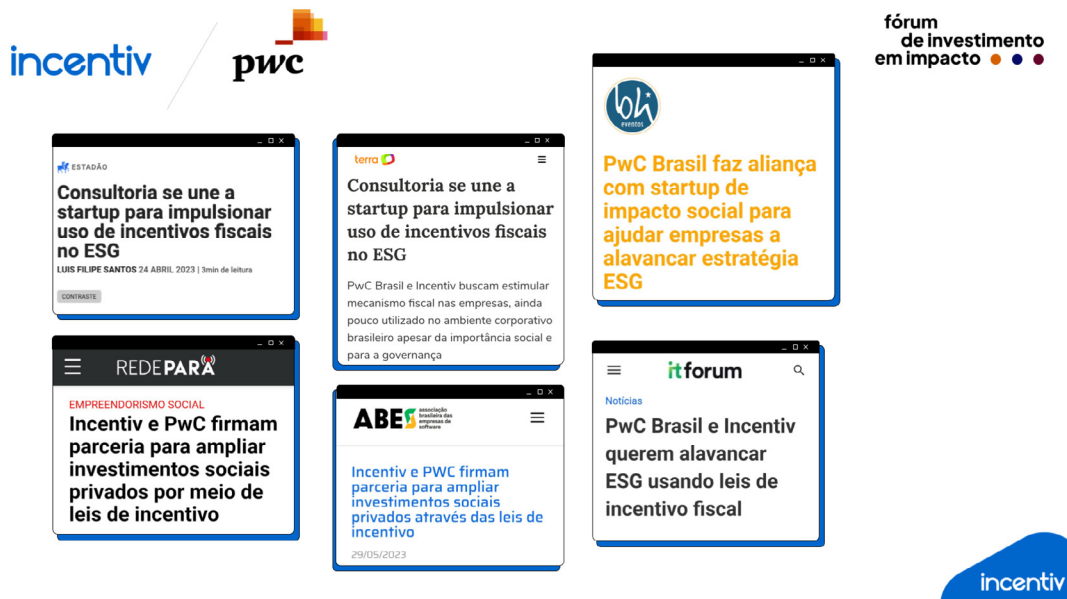 incentiv
pwc
fórum
de investimento
em impacto
ESTADÃO
Consultoria se une a
startup para impulsionar
uso de incentivos fiscais
no ESG
LUIS FILIPE SANTOS 24 ABRIL 2023 | 3min de leitura
CONTRASTE
terra
Consultoria se une a
startup para impulsionar
uso de incentivos fiscais
no ESG
PwC Brasil e Incentiv buscam estimular
mecanismo fiscal nas empresas, ainda
pouco utilizado no ambiente corporativo
brasileiro apesar da importância social e
para a governança
bli
eventos
PwC Brasil faz aliança
com startup de
impacto social para
ajudar empresas a
alavancar estratégia
ESG
REDEPARÁ
EMPREENDORISMO SOCIAL
Incentiv e PwC firmam
parceria para ampliar
investimentos sociais
privados por meio de
leis de incentivo
ABES
associação
brasileira das
empresas de
software
Incentiv e PWC firmam
parceria para ampliar
investimentos sociais
privados através das leis de
incentivo
29/05/2023
itforum
Notícias
PwC Brasil e Incentiv
querem alavancar
ESG usando leis de
incentivo fiscal
incentiv